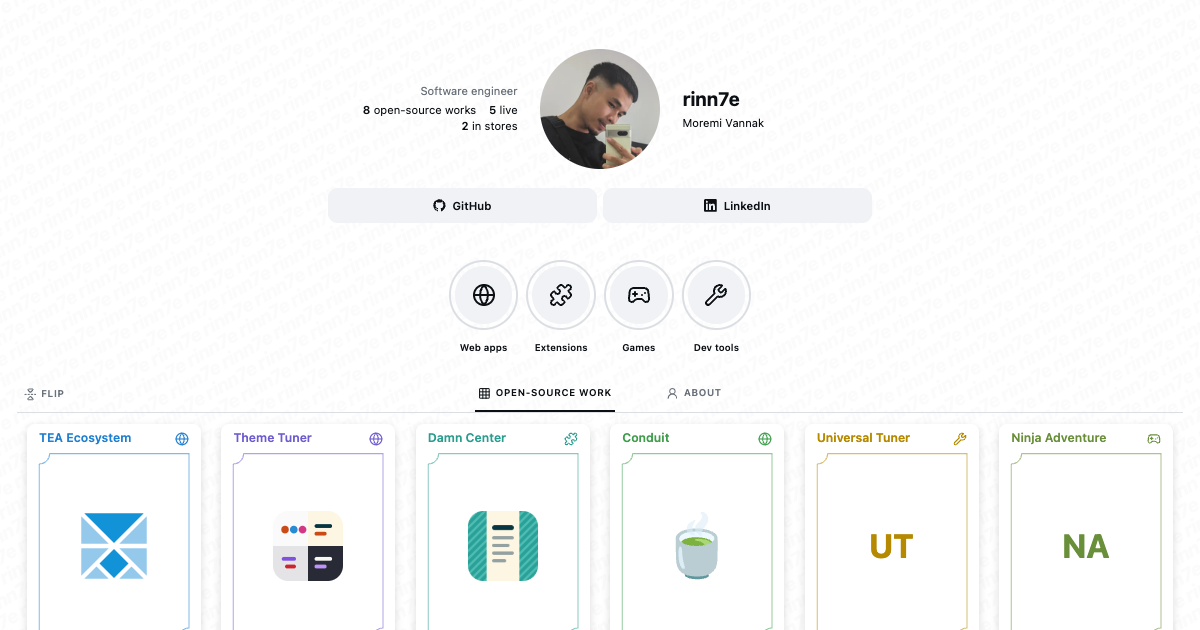 Software engineer
8 open-source works 5 live
2 in stores
rinn7e
Moremi Vannak
GitHub
LinkedIn
Web apps
Extensions
Games
Dev tools
FLIP
OPEN-SOURCE WORK
ABOUT
TEA Ecosystem
Theme Tuner
Damn Center
Conduit
Universal Tuner
Ninja Adventure
UT
NA